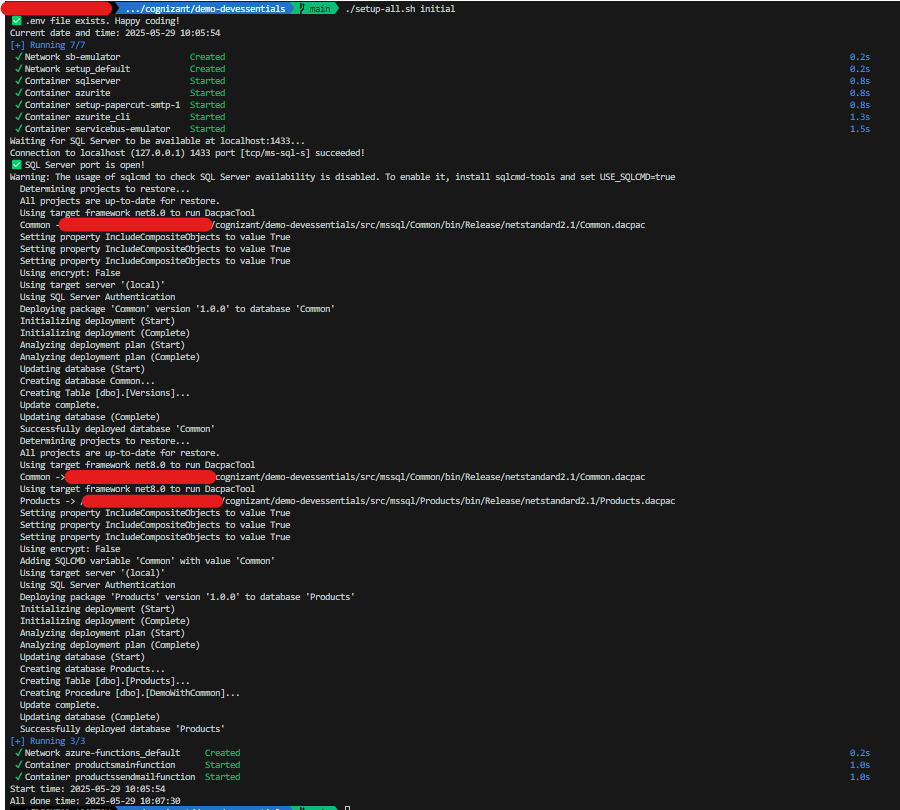 .../cognizant/demo-devessentials main ./setup-all.sh initial
✅ .env file exists. Happy coding!
Current date and time: 2025-05-29 10:05:54
[+] Running 7/7
✓ Network sb-emulator Created 0.2s
✓ Network setup_default Created 0.2s
✓ Container sqlserver Started 0.8s
✓ Container azurite Started 0.8s
✓ Container setup-papercut-smtp-1 Started 0.8s
✓ Container azurite_cli Started 1.3s
✓ Container servicebus-emulator Started 1.5s
Waiting for SQL Server to be available at localhost:1433...
Connection to localhost (127.0.0.1) 1433 port [tcp/ms-sql-s] succeeded!
✅ SQL Server port is open!
Warning: The usage of sqlcmd to check SQL Server availability is disabled. To enable it, install sqlcmd-tools and set USE_SQLCMD=true
Determining projects to restore...
All projects are up-to-date for restore.
Using target framework net8.0 to run DacpacTool
Common - /cognizant/demo-devessentials/src/mssql/Common/bin/Release/netstandard2.1/Common.dacpac
Setting property IncludeCompositeObjects to value True
Setting property IncludeCompositeObjects to value True
Setting property IncludeCompositeObjects to value True
Using encrypt: False
Using target server '(local)'
Using SQL Server Authentication
Deploying package 'Common' version '1.0.0' to database 'Common'
Initializing deployment (Start)
Initializing deployment (Complete)
Analyzing deployment plan (Start)
Analyzing deployment plan (Complete)
Updating database (Start)
Creating database Common...
Creating Table [dbo].[Versions]...
Update complete.
Updating database (Complete)
Successfully deployed database 'Common'
Determining projects to restore...
All projects are up-to-date for restore.
Using target framework net8.0 to run DacpacTool
Common -> cognizant/demo-devessentials/src/mssql/Common/bin/Release/netstandard2.1/Common.dacpac
Using target framework net8.0 to run DacpacTool
Products -> /cognizant/demo-devessentials/src/mssql/Products/bin/Release/netstandard2.1/Products.dacpac
Setting property IncludeCompositeObjects to value True
Setting property IncludeCompositeObjects to value True
Setting property IncludeCompositeObjects to value True
Using encrypt: False
Adding SQLCMD variable 'Common' with value 'Common'
Using target server '(local)'
Using SQL Server Authentication
Deploying package 'Products' version '1.0.0' to database 'Products'
Initializing deployment (Start)
Initializing deployment (Complete)
Analyzing deployment plan (Start)
Analyzing deployment plan (Complete)
Updating database (Start)
Creating database Products...
Creating Table [dbo].[Products]...
Creating Procedure [dbo].[DemoWithCommon]...
Update complete.
Updating database (Complete)
Successfully deployed database 'Products'
[+] Running 3/3
✓ Network azure-functions_default Created 0.2s
✓ Container productsmainfunction Started 1.0s
✓ Container productssendmailfunction Started 1.0s
Start time: 2025-05-29 10:05:54
All done time: 2025-05-29 10:07:30